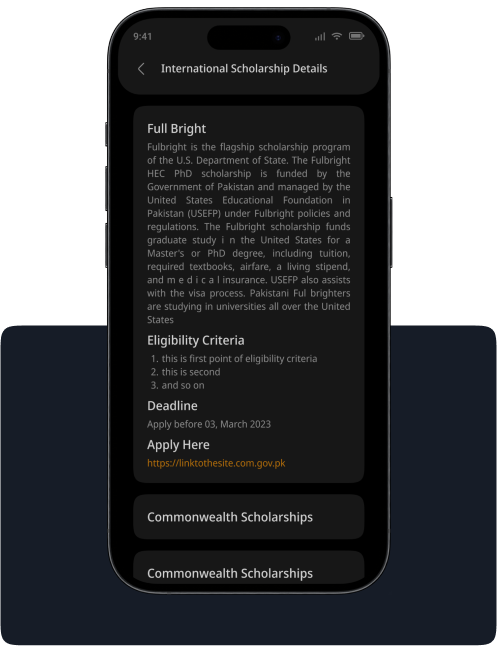 9:41
International Scholarship Details
Full Bright
Fulbright is the flagship scholarship program
of the U.S. Department of State. The Fulbright
HEC PhD scholarship is funded by the
Government of Pakistan and managed by the
United States Educational Foundation in
Pakistan (USEFP) under Fulbright policies and
regulations. The Fulbright scholarship funds
graduate study i n the United States for a
Master's or PhD degree, including tuition,
required textbooks, airfare, a living stipend,
and m e d i c a l insurance. USEFP also assists
with the visa process. Pakistani Ful brighters
are studying in universities all over the United
States
Eligibility Criteria
1. this is first point of eligibility criteria
2. this is second
3. and so on
Deadline
Apply before 03, March 2023
Apply Here
https://linktothesite.com.gov.pk
Commonwealth Scholarships
Commonwealth Scholarships